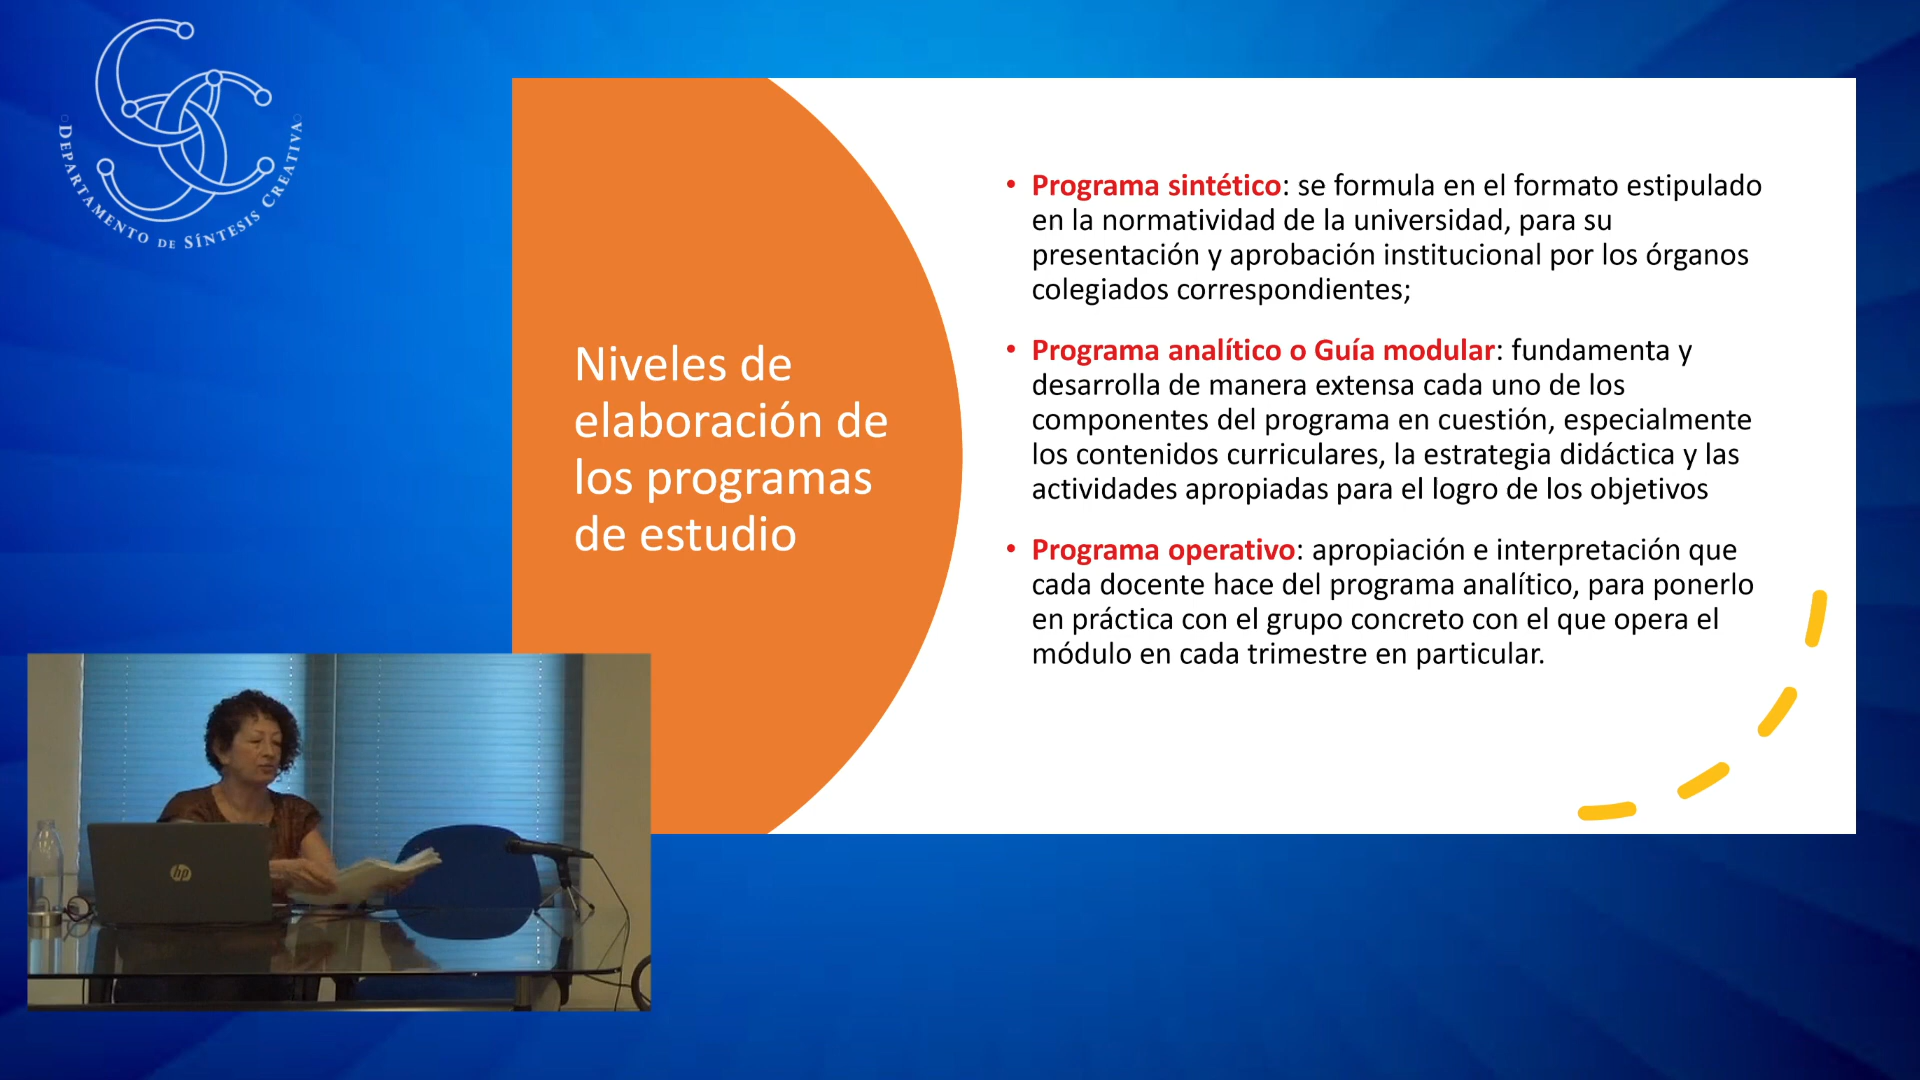 DEPARTAMENTO DE SÍNTESIS CREATIVA
Niveles de
elaboración de
los programas
de estudio
• Programa sintético: se formula en el formato estipulado
en la normatividad de la universidad, para su
presentación y aprobación institucional por los órganos
colegiados correspondientes;
• Programa analítico o Guía modular: fundamenta y
desarrolla de manera extensa cada uno de los
componentes del programa en cuestión, especialmente
los contenidos curriculares, la estrategia didáctica y las
actividades apropiadas para el logro de los objetivos
• Programa operativo: apropiación e interpretación que
cada docente hace del programa analítico, para ponerlo
en práctica con el grupo concreto con el que opera el
módulo en cada trimestre en particular.
hp